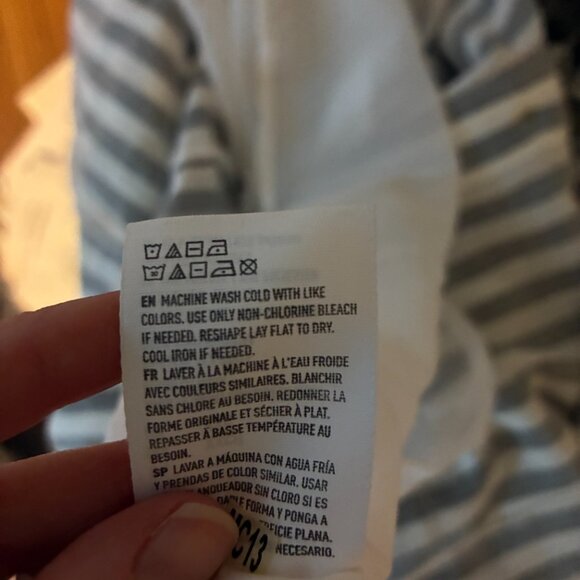 30
EN MACHINE WASH COLD WITH LIKE
COLORS. USE ONLY NON-CHLORINE BLEACH
IF NEEDED. RESHAPE LAY FLAT TO DRY.
COOL IRON IF NEEDED.
FR LAVER À LA MACHINE À L'EAU FROIDE
AVEC COULEURS SIMILAIRES. BLANCHIR
SANS CHLORE AU BESOIN. REDONNER LA
FORME ORIGINALE ET SÉCHER À PLAT.
REPASSER À BASSE TEMPÉRATURE AU
BESOIN.
SP LAVAR A MÁQUINA CON AGUA FRÍA
Y PRENDAS DE COLOR SIMILAR. USAR
SIN CLORO SI ES
FORMA Y PONGA A
PLANA.
NECESARIO.